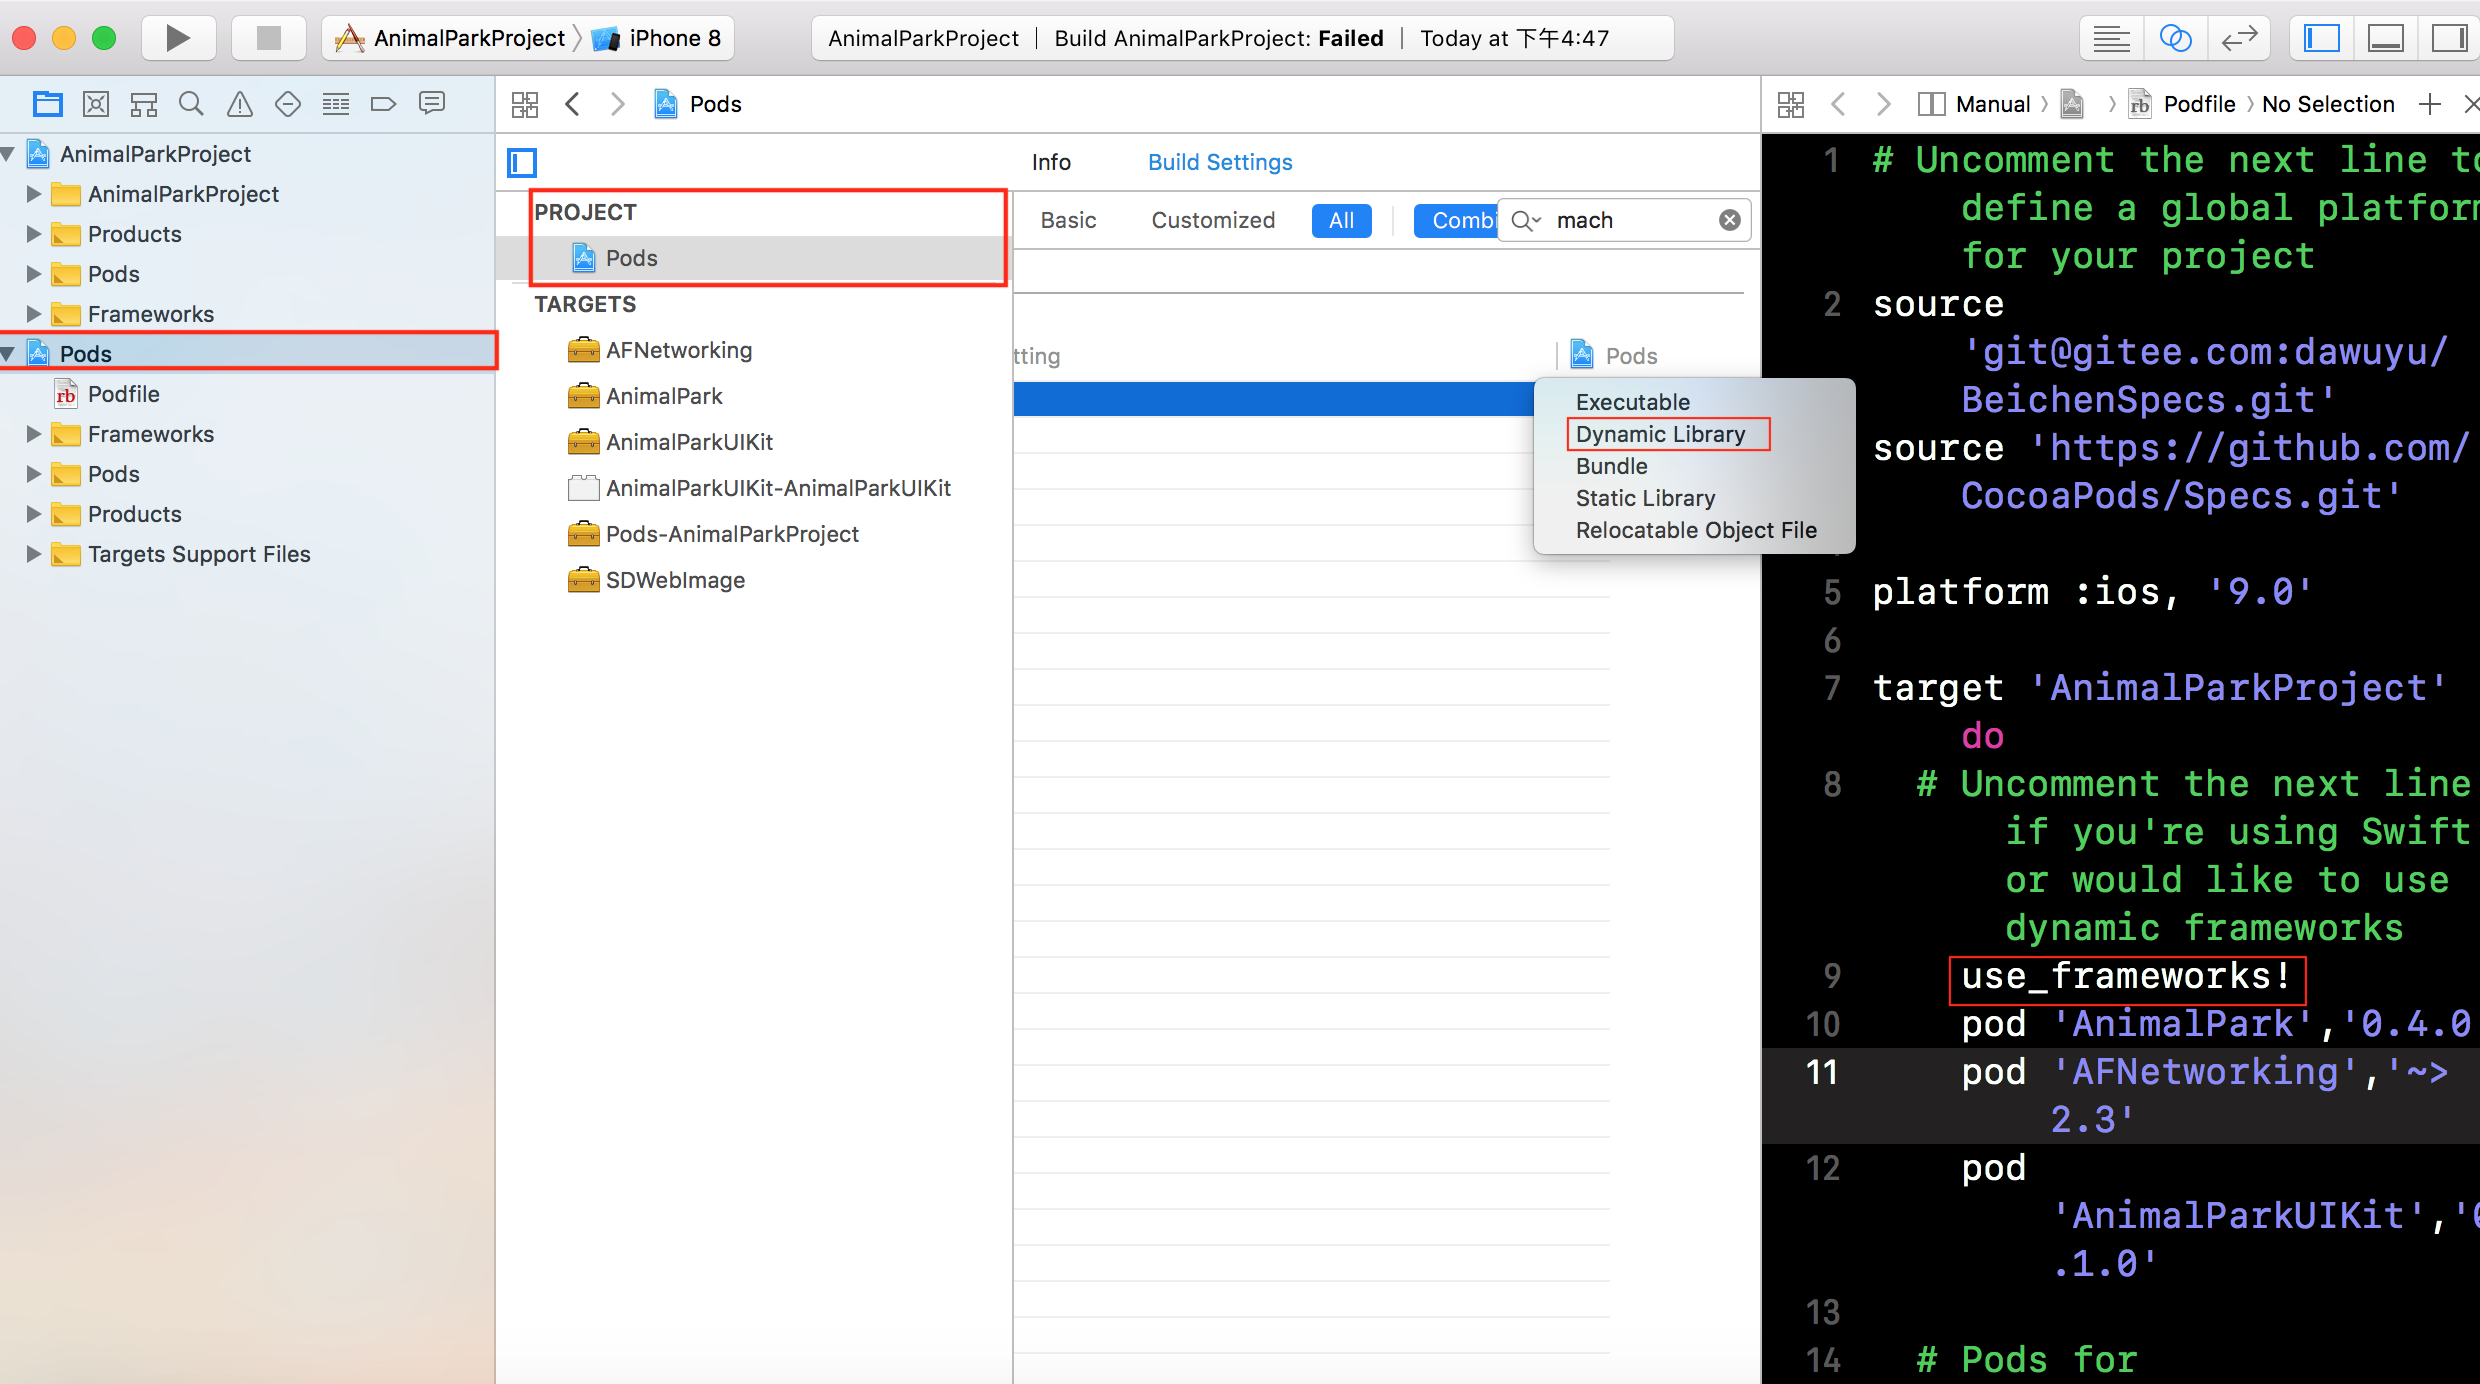 AnimalParkProject
iPhone 8
AnimalParkProject | Build AnimalParkProject: Failed | Today at 下午4:47
Pods
Manual
rb
Podfile
No Selection
AnimalParkProject
AnimalParkProject
Products
Pods
Frameworks
Pods
rb
Podfile
Frameworks
Pods
Products
Targets Support Files
Info
Build Settings
PROJECT
Pods
TARGETS
AFNetworking
AnimalPark
AnimalParkUIKit
AnimalParkUIKit-AnimalParkUIKit
Pods-AnimalParkProject
SDWebImage
Basic
Customized
All
Combi
mach
tting
Pods
Executable
Dynamic Library
Bundle
Static Library
Relocatable Object File
1 # Uncomment the next line to
define a global platform
for your project
2 source
'git@gitee.com:dawuyu/
BeichenSpecs.git'
source 'https://github.com/
CocoaPods/Specs.git'
5 platform :ios, '9.0'
6
7 target 'AnimalParkProject'
do
8 # Uncomment the next line
if you're using Swift
or would like to use
dynamic frameworks
9 use_frameworks!
10 pod 'AnimalPark','0.4.0
11 pod 'AFNetworking','~>
2.3'
12 pod
'AnimalParkUIKit','0
.1.0'
13
14 # Pods for